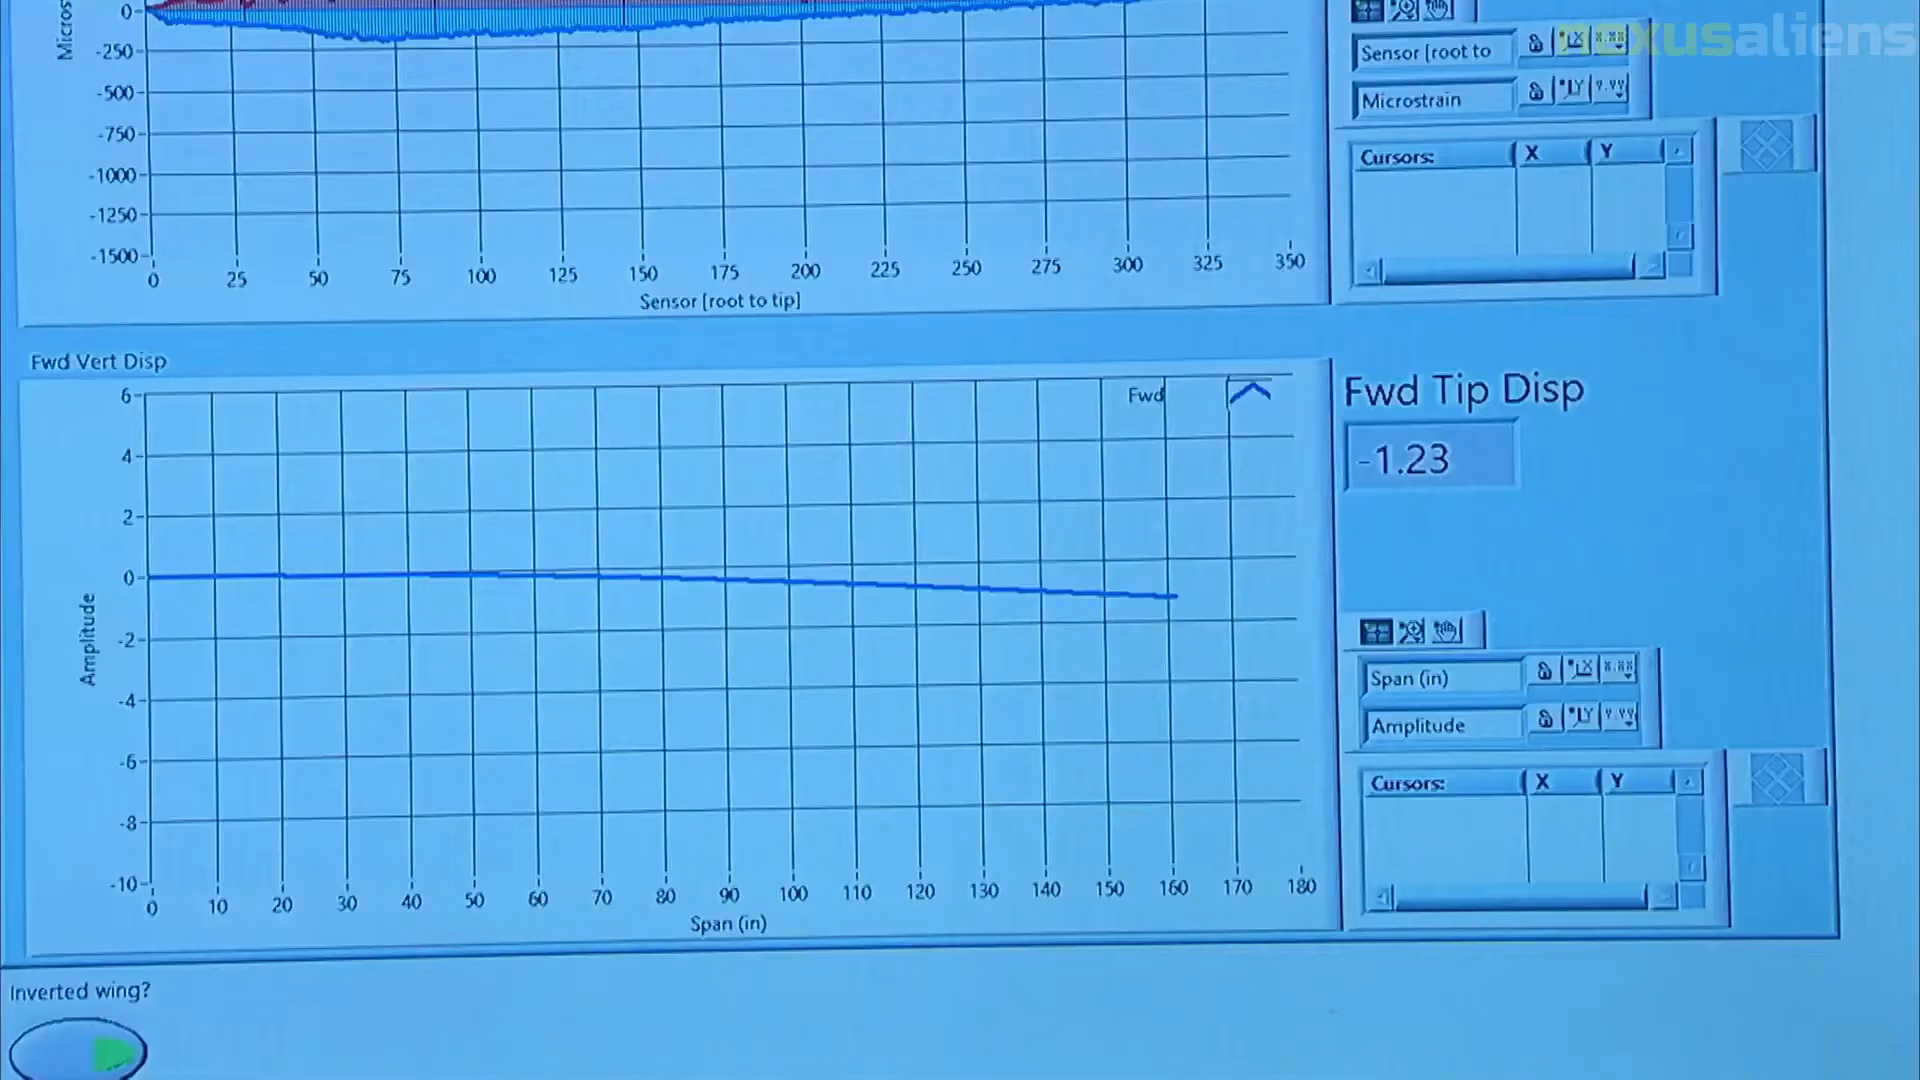 nexusaliens
Micros
0
-250
-500
-750
-1000
-1250
-1500
0 25 50 75 100 125 150 175 200 225 250 275 300 325 350
Sensor [root to tip]
Sensor [root to
Microstrain
Cursors: X Y
Fwd Vert Disp
6
4
2
0
-2
-4
-6
-8
-10
Amplitude
0 10 20 30 40 50 60 70 80 90 100 110 120 130 140 150 160 170 180
Span (in)
Fwd
Fwd Tip Disp
-1.23
Span (in)
Amplitude
Cursors: X Y
Inverted wing?